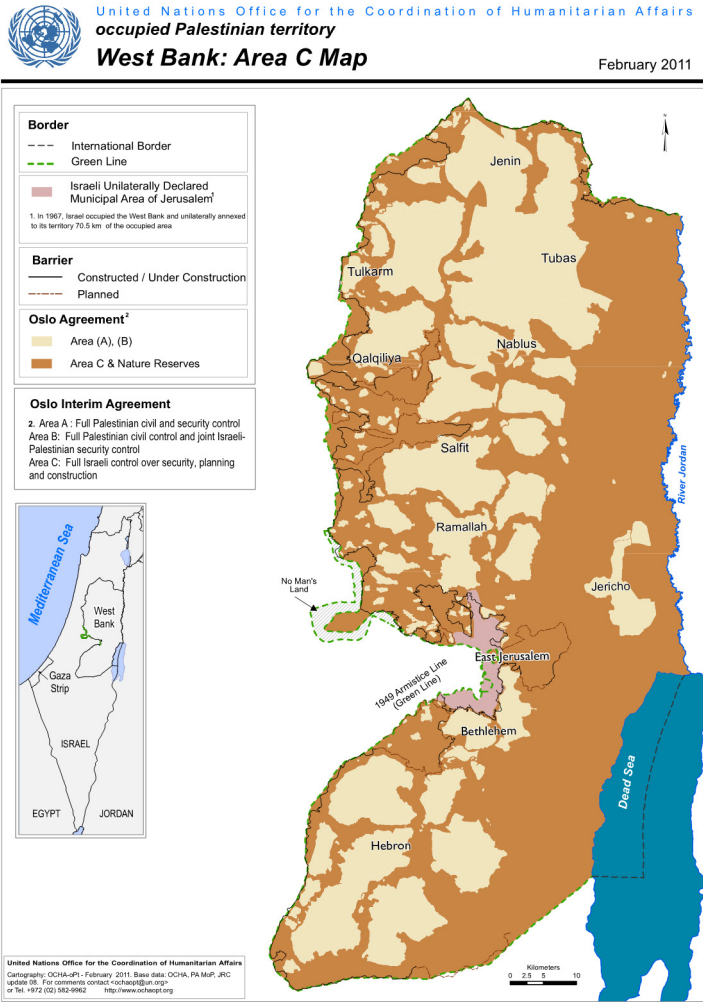 United Nations Office for the Coordination of Humanitarian Affairs
occupied Palestinian territory
West Bank: Area C Map
February 2011
Border
International Border
Green Line
Israeli Unilaterally Declared
Municipal Area of Jerusalem1
1. In 1967, Israel occupied the West Bank and unilaterally annexed
to its territory 70.5 km of the occupied area
Barrier
Constructed / Under Construction
Planned
Oslo Agreement2
Area (A), (B)
Area C & Nature Reserves
Oslo Interim Agreement
2. Area A : Full Palestinian civil and security control
Area B: Full Palestinian civil control and joint Israeli-
Palestinian security control
Area C: Full Israeli control over security, planning
and construction
Mediterranean Sea
West
Bank
Gaza
Strip
ISRAEL
EGYPT
JORDAN
N
Jenin
Tubas
Tulkarm
Nablus
Qalqiliya
Salfit
River Jordan
Ramallah
No Man's
Land
Jericho
East Jerusalem
1949 Armistice Line
(Green Line)
Bethlehem
Dead Sea
Hebron
Kilometers
0 2.5 5 10
United Nations Office for the Coordination of Humanitarian Affairs
Cartography: OCHA-oPt - February 2011. Base data: OCHA, PA MoP, JRC
update 08. For comments contact <ochaopt@un.org>
or Tel. +972 (02) 582-9962 http://www.ochaopt.org